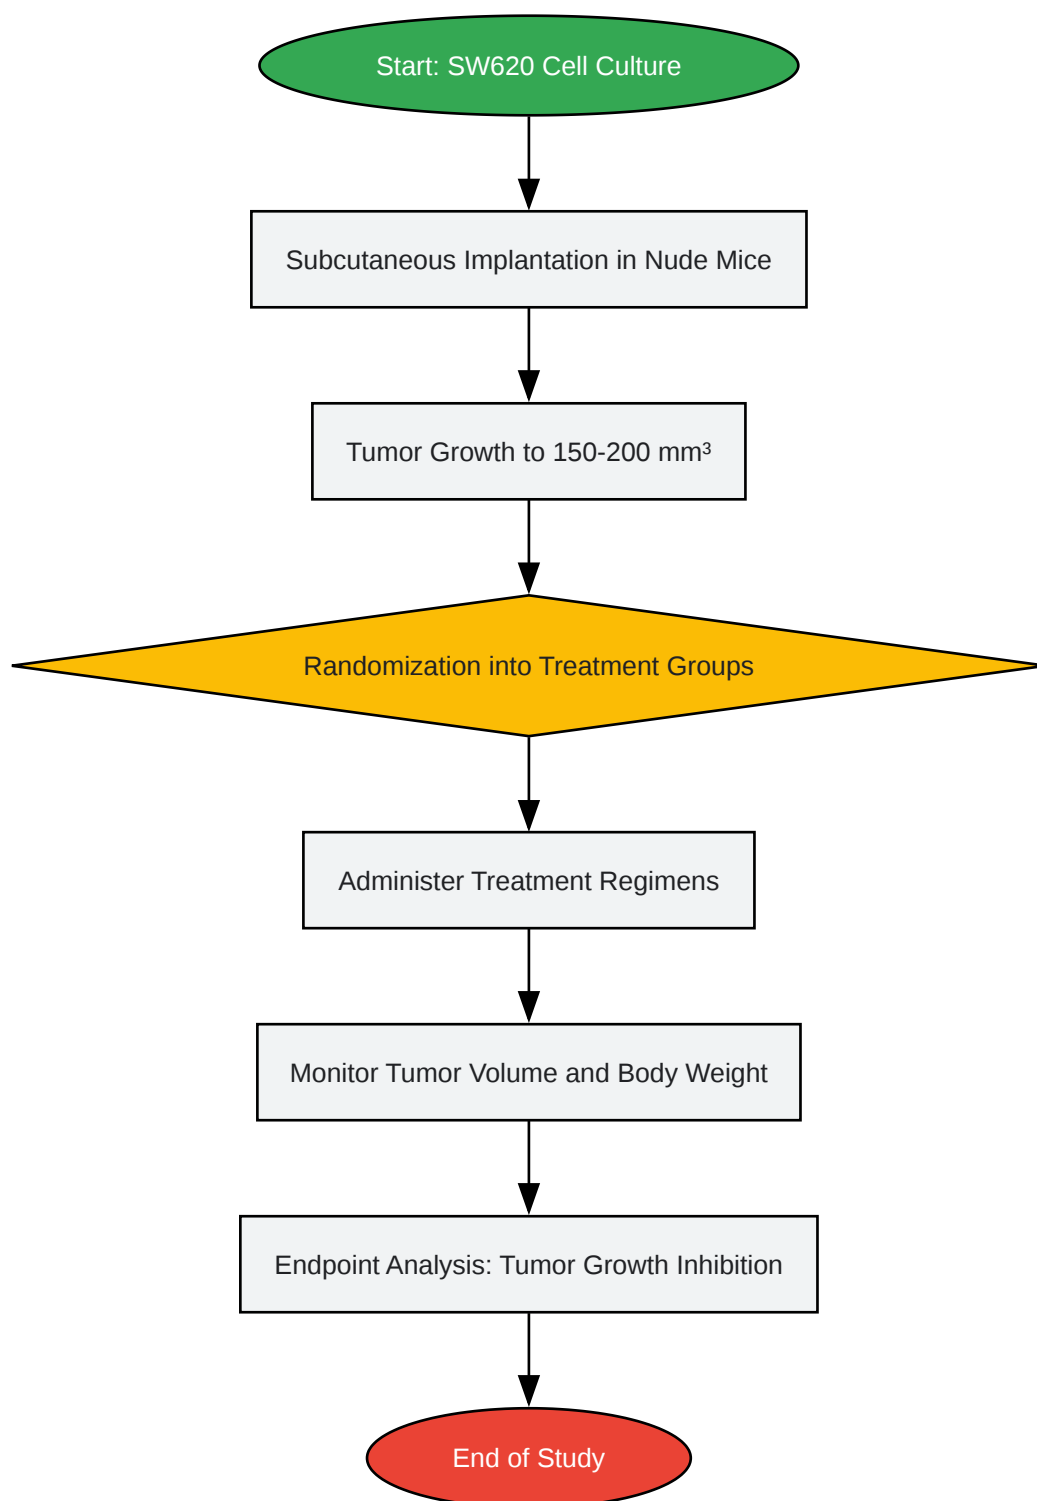 Start: SW620 Cell Culture
Subcutaneous Implantation in Nude Mice
Tumor Growth to 150-200 mm³
Randomization into Treatment Groups
Administer Treatment Regimens
Monitor Tumor Volume and Body Weight
Endpoint Analysis: Tumor Growth Inhibition
End of Study